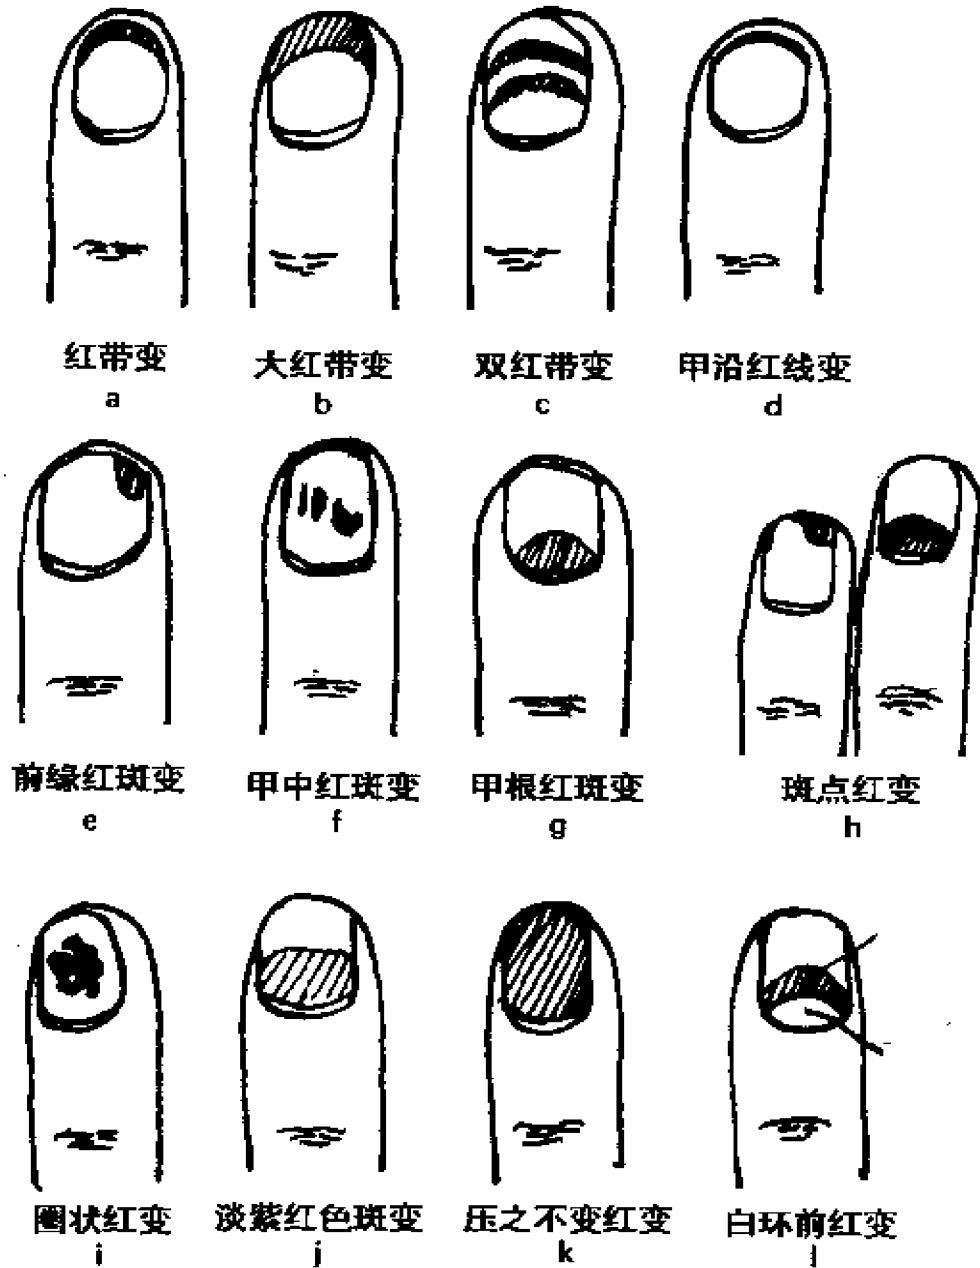 红带变
a
大红带变
b
双红带变
c
甲沿红线变
d
前缘红斑变
e
甲中红斑变
f
甲根红斑变
g
斑点红变
h
圈状红变
i
淡紫红色斑变
j
压之不变红变
k
白环前红变
l